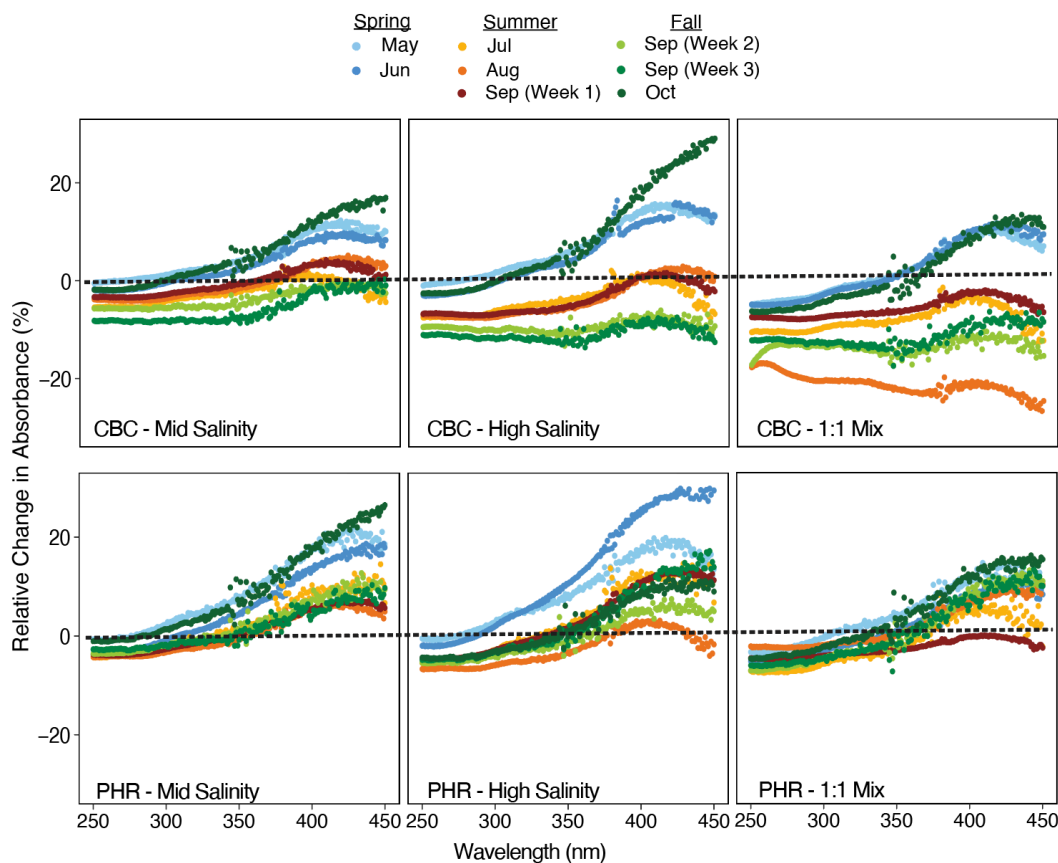 Spring Summer Fall
May Jul Sep (Week 2)
Jun Aug Sep (Week 3)
Sep (Week 1) Oct
Relative Change in Absorbance (%)
20
0
−20
CBC - Mid Salinity CBC - High Salinity CBC - 1:1 Mix
20
0
−20
PHR - Mid Salinity PHR - High Salinity PHR - 1:1 Mix
250 300 350 400 450 250 300 350 400 450 250 300 350 400 450
Wavelength (nm)